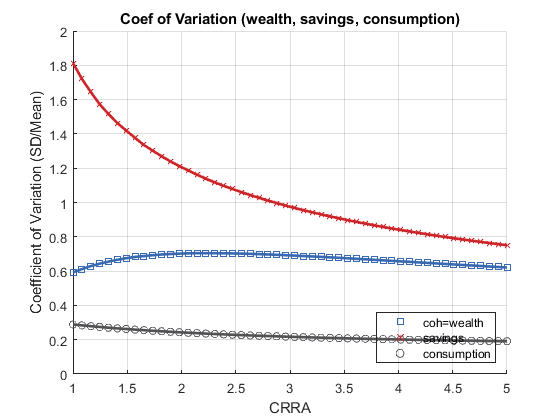 Coef of Variation (wealth, savings, consumption)
Coefficient of Variation (SD/Mean)
2
1.8
1.6
1.4
1.2
1
0.8
0.6
0.4
0.2
0
coh=wealth
savings
consumption
1 1.5 2 2.5 3 3.5 4 4.5 5
CRRA